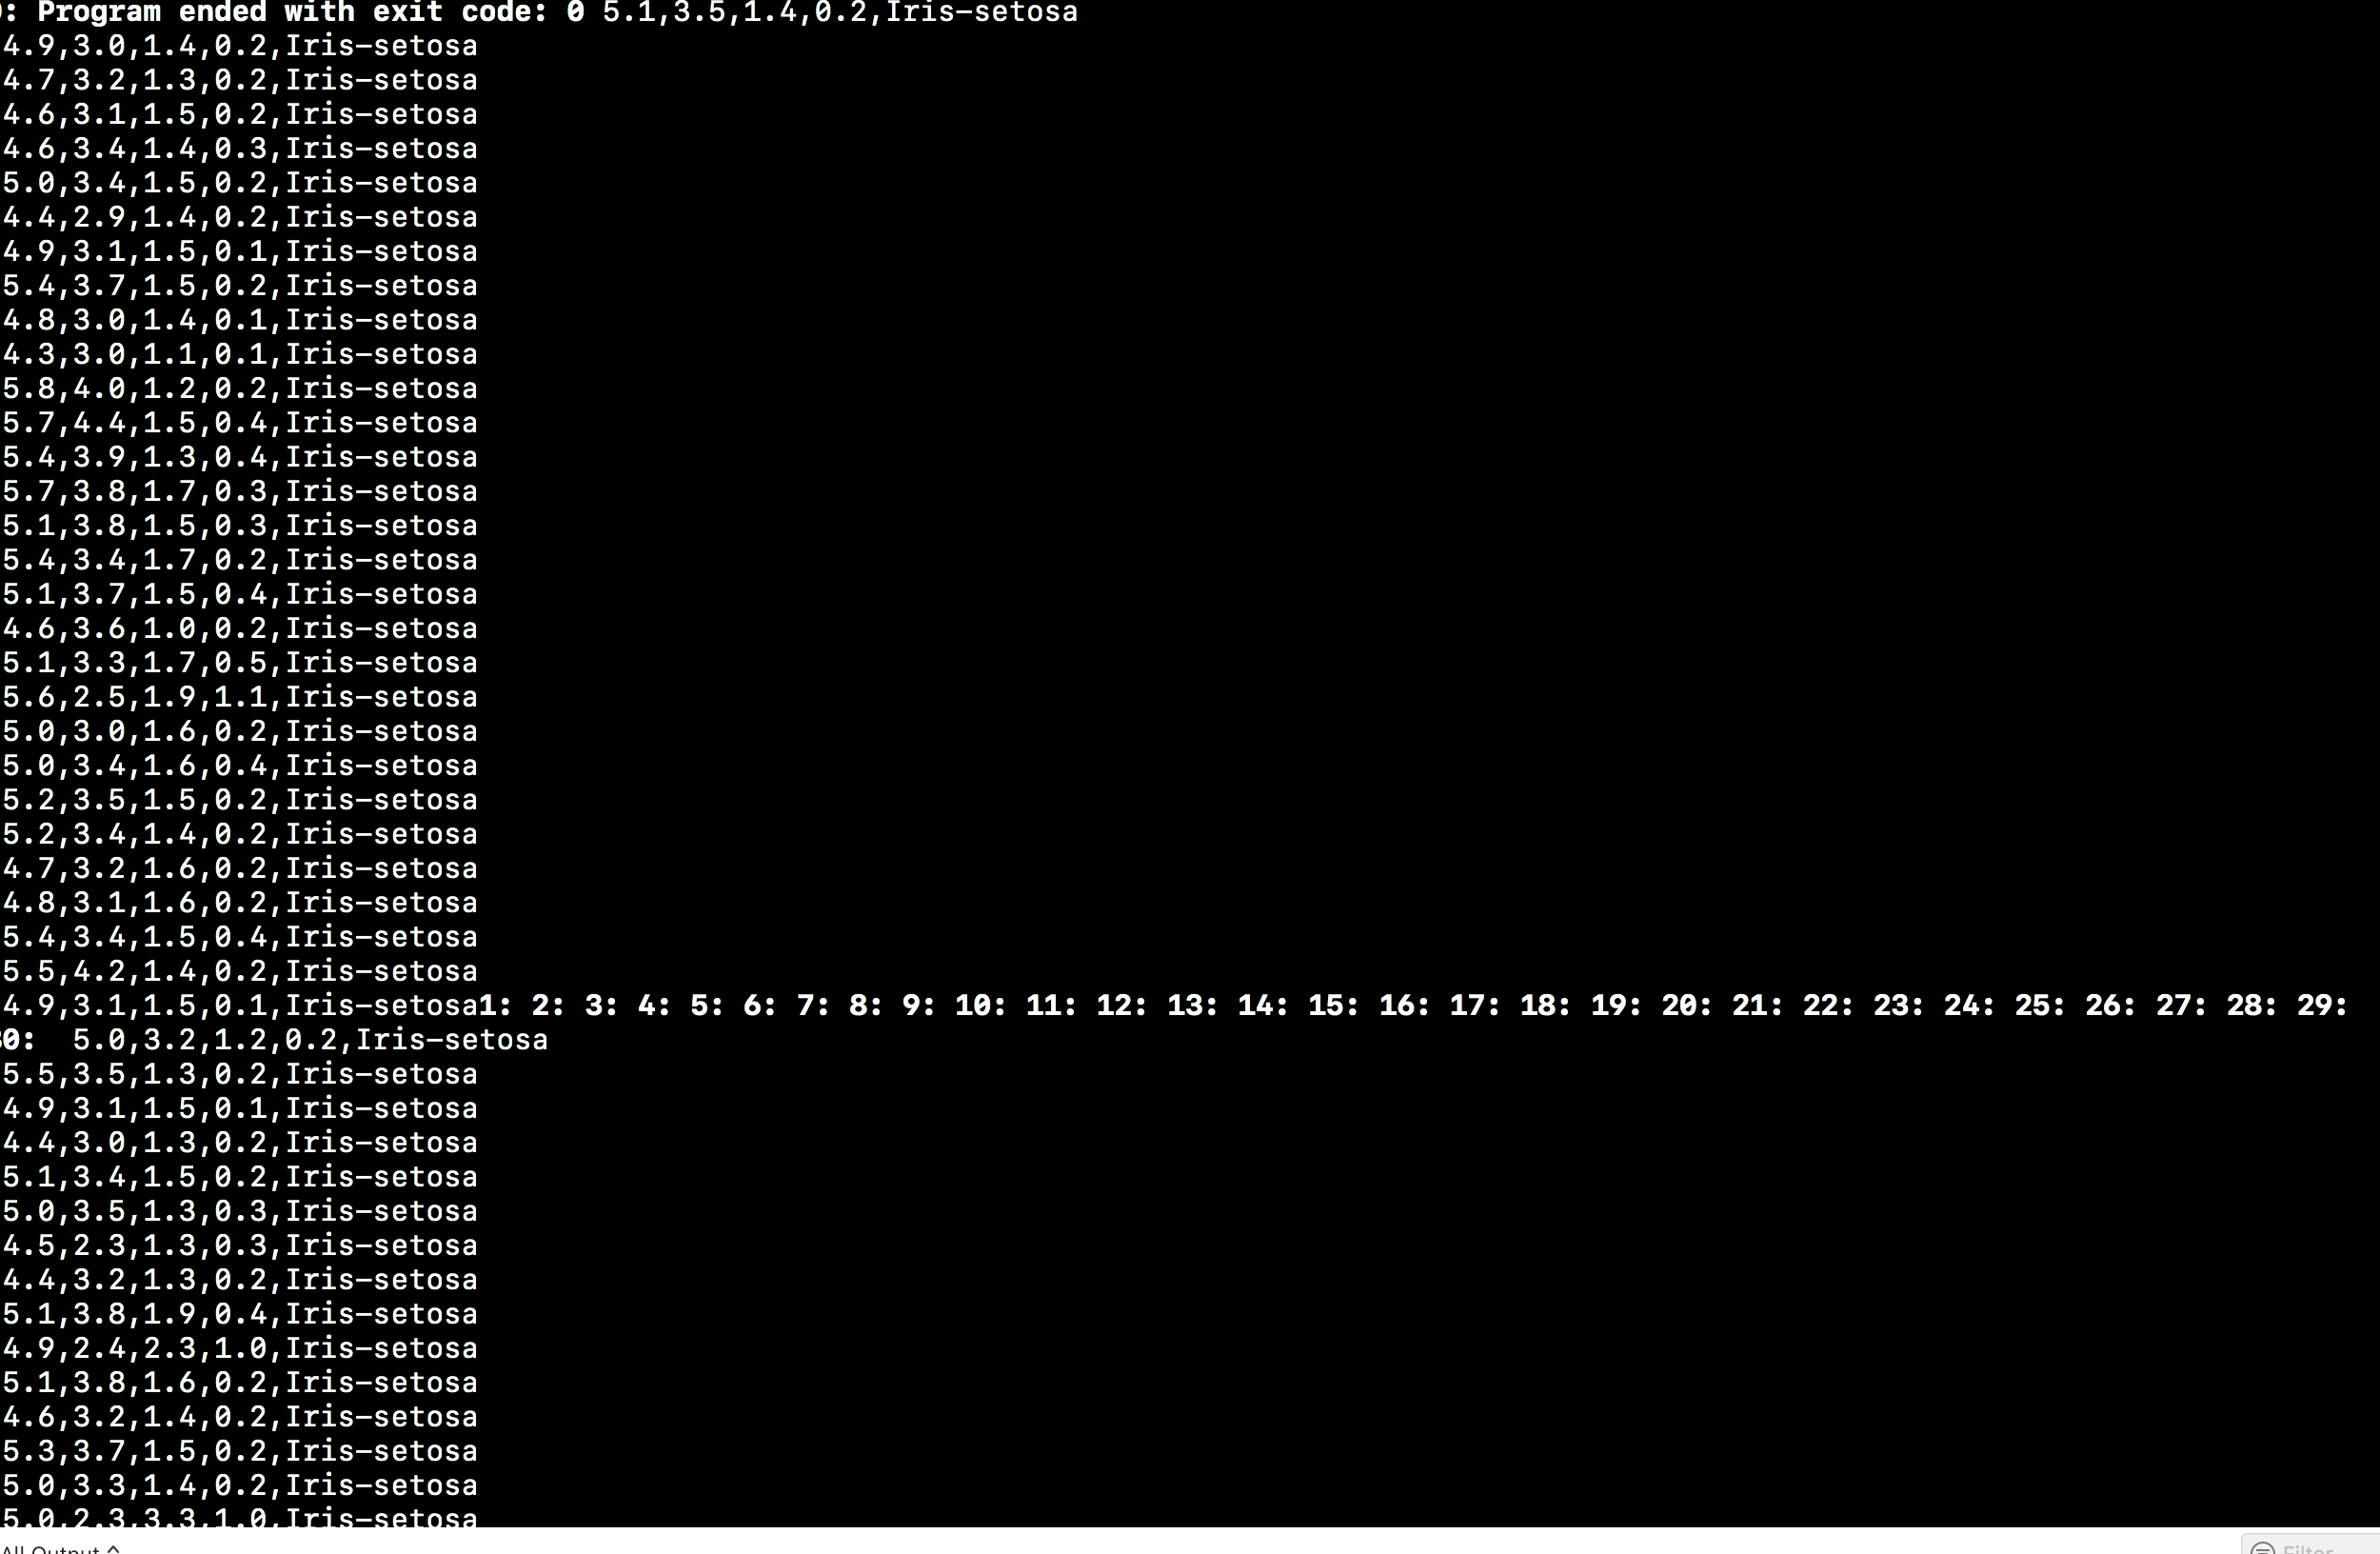 : Program ended with exit code: 0 5.1,3.5,1.4,0.2,Iris-setosa
4.9,3.0,1.4,0.2,Iris-setosa
4.7,3.2,1.3,0.2,Iris-setosa
4.6,3.1,1.5,0.2,Iris-setosa
4.6,3.4,1.4,0.3,Iris-setosa
5.0,3.4,1.5,0.2,Iris-setosa
4.4,2.9,1.4,0.2,Iris-setosa
4.9,3.1,1.5,0.1,Iris-setosa
5.4,3.7,1.5,0.2,Iris-setosa
4.8,3.0,1.4,0.1,Iris-setosa
4.3,3.0,1.1,0.1,Iris-setosa
5.8,4.0,1.2,0.2,Iris-setosa
5.7,4.4,1.5,0.4,Iris-setosa
5.4,3.9,1.3,0.4,Iris-setosa
5.7,3.8,1.7,0.3,Iris-setosa
5.1,3.8,1.5,0.3,Iris-setosa
5.4,3.4,1.7,0.2,Iris-setosa
5.1,3.7,1.5,0.4,Iris-setosa
4.6,3.6,1.0,0.2,Iris-setosa
5.1,3.3,1.7,0.5,Iris-setosa
5.6,2.5,1.9,1.1,Iris-setosa
5.0,3.0,1.6,0.2,Iris-setosa
5.0,3.4,1.6,0.4,Iris-setosa
5.2,3.5,1.5,0.2,Iris-setosa
5.2,3.4,1.4,0.2,Iris-setosa
4.7,3.2,1.6,0.2,Iris-setosa
4.8,3.1,1.6,0.2,Iris-setosa
5.4,3.4,1.5,0.4,Iris-setosa
5.5,4.2,1.4,0.2,Iris-setosa
4.9,3.1,1.5,0.1,Iris-setosa1: 2: 3: 4: 5: 6: 7: 8: 9: 10: 11: 12: 13: 14: 15: 16: 17: 18: 19: 20: 21: 22: 23: 24: 25: 26: 27: 28: 29:
30:  5.0,3.2,1.2,0.2,Iris-setosa
5.5,3.5,1.3,0.2,Iris-setosa
4.9,3.1,1.5,0.1,Iris-setosa
4.4,3.0,1.3,0.2,Iris-setosa
5.1,3.4,1.5,0.2,Iris-setosa
5.0,3.5,1.3,0.3,Iris-setosa
4.5,2.3,1.3,0.3,Iris-setosa
4.4,3.2,1.3,0.2,Iris-setosa
5.1,3.8,1.9,0.4,Iris-setosa
4.9,2.4,2.3,1.0,Iris-setosa
5.1,3.8,1.6,0.2,Iris-setosa
4.6,3.2,1.4,0.2,Iris-setosa
5.3,3.7,1.5,0.2,Iris-setosa
5.0,3.3,1.4,0.2,Iris-setosa
5.0,2.3,3.3,1.0,Iris-setosa
All Output
Filter